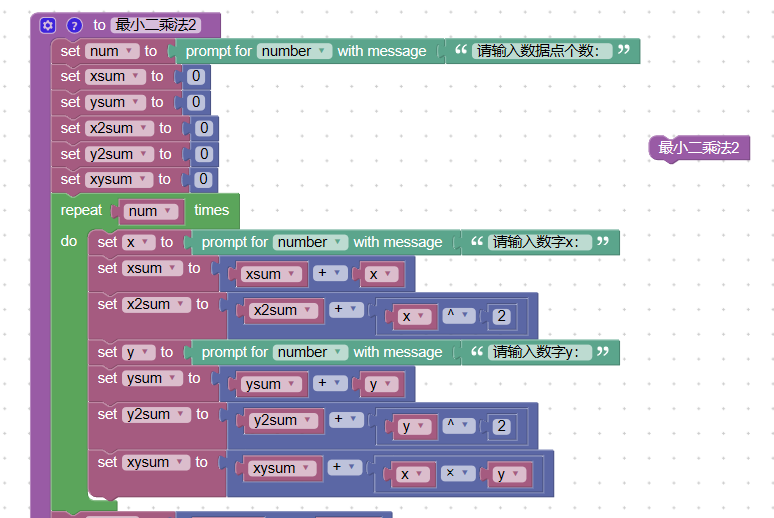 to 最小二乘法2
set num to prompt for number with message “ 请输入数据点个数： ”
set xsum to 0
set ysum to 0
set x2sum to 0
set y2sum to 0
set xysum to 0
最小二乘法2
repeat num times
do set x to prompt for number with message “ 请输入数字x： ”
set xsum to xsum + x
set x2sum to x2sum + x ^ 2
set y to prompt for number with message “ 请输入数字y： ”
set ysum to ysum + y
set y2sum to y2sum + y ^ 2
set xysum to xysum + x × y